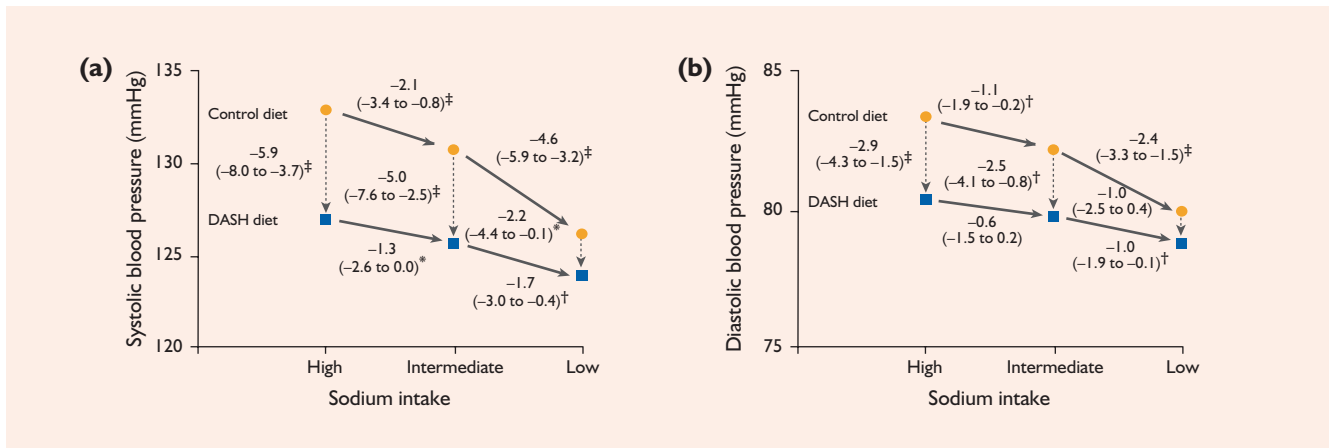 (a)
Systolic blood pressure (mmHg)
135
130
125
120
Control diet
−2.1
(−3.4 to −0.8)‡
−4.6
(−5.9 to −3.2)‡
−5.9
(−8.0 to −3.7)‡
−5.0
(−7.6 to −2.5)‡
DASH diet
−2.2
(−4.4 to −0.1)*
−1.3
(−2.6 to 0.0)*
−1.7
(−3.0 to −0.4)†
High
Intermediate
Low
Sodium intake
(b)
Diastolic blood pressure (mmHg)
85
80
75
Control diet
−1.1
(−1.9 to −0.2)†
−2.4
(−3.3 to −1.5)‡
−2.9
(−4.3 to −1.5)‡
−2.5
(−4.1 to −0.8)†
DASH diet
−1.0
(−2.5 to 0.4)
−0.6
(−1.5 to 0.2)
−1.0
(−1.9 to −0.1)†
High
Intermediate
Low
Sodium intake